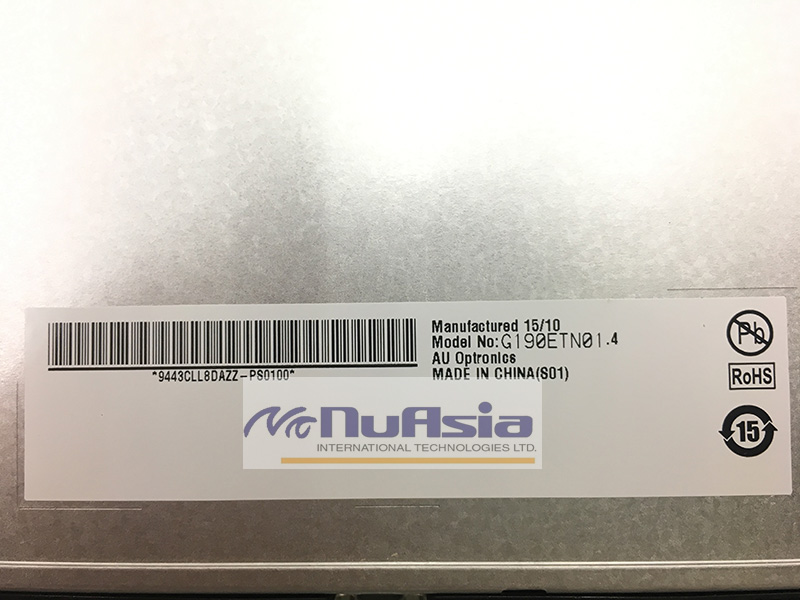 *9443CLL8DAZZ-PS0100*
Manufactured 15/10
Model No:G190ETN01.4
AU Optronics
MADE IN CHINA(S01)
Pb
RoHS
15
NuAsia
INTERNATIONAL TECHNOLOGIES LTD.